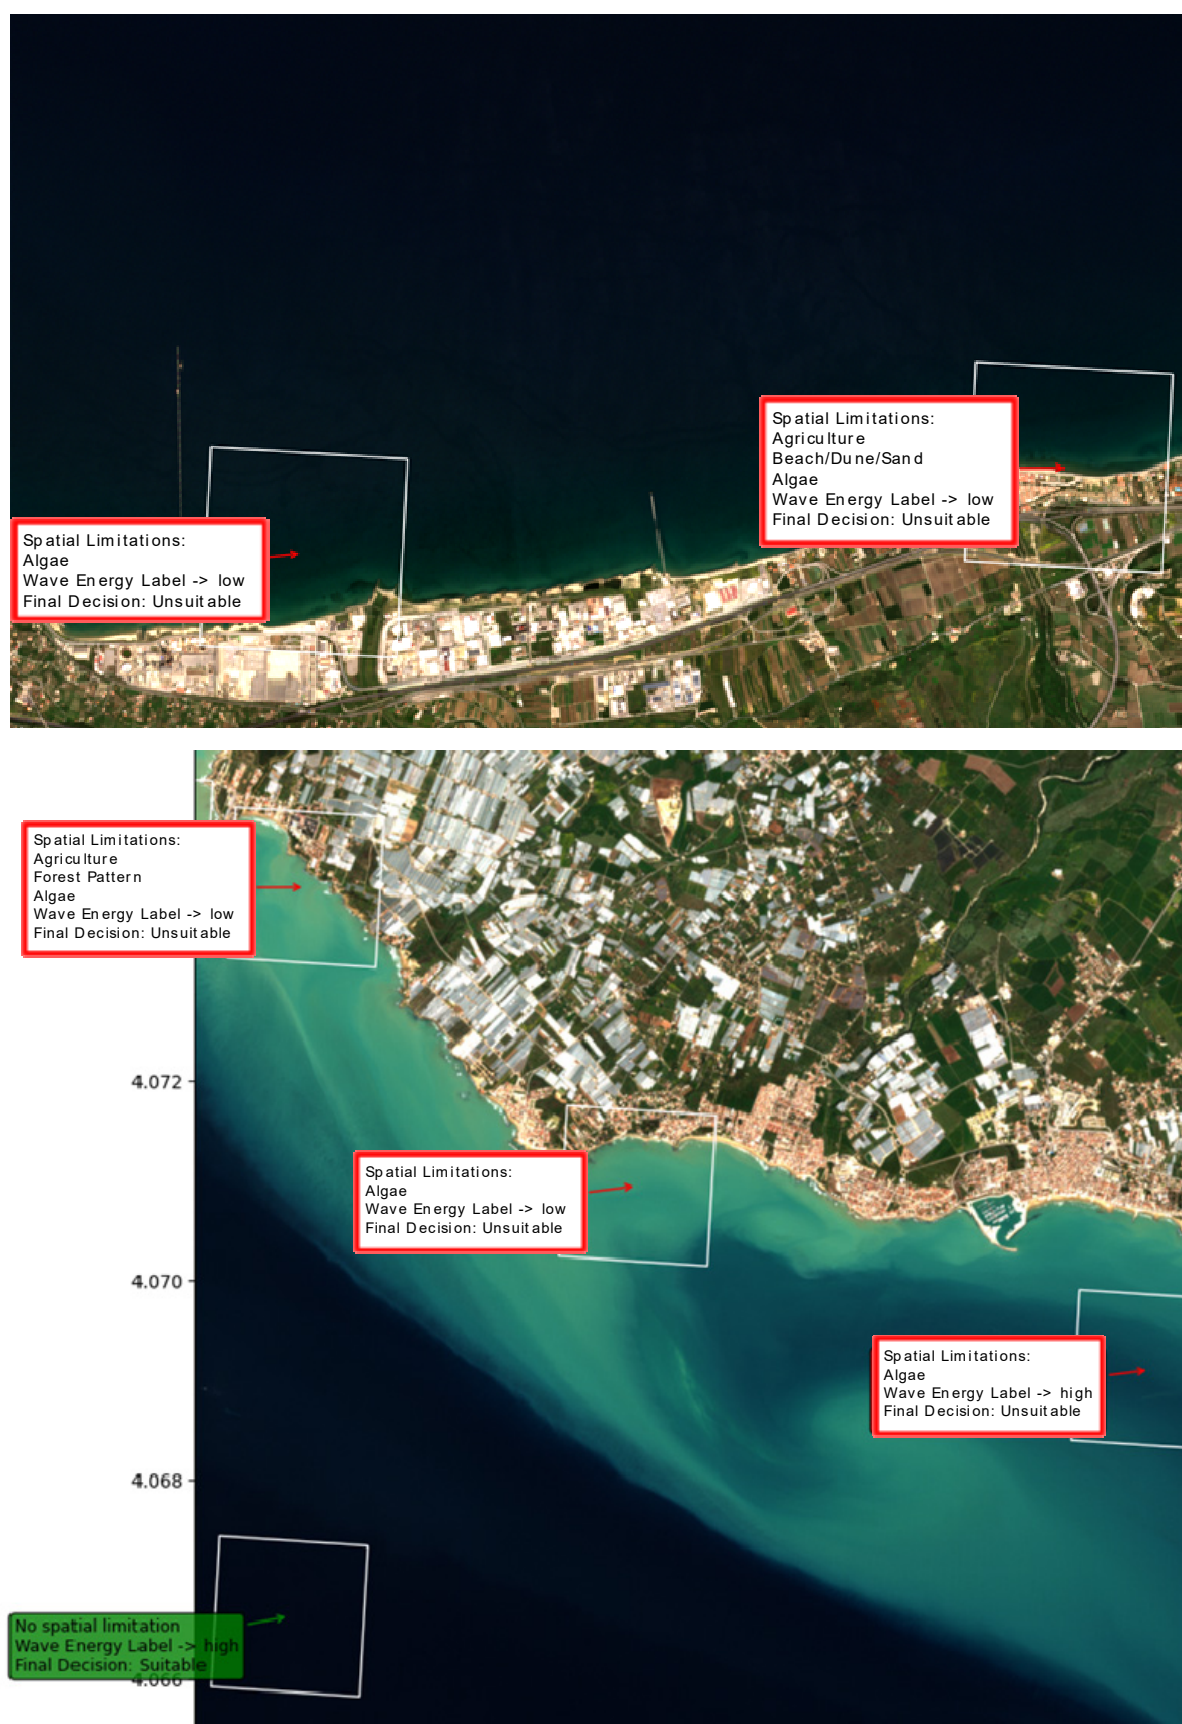 Spatial Limitations:
Agriculture
Beach/Dune/Sand
Algae
Wave Energy Label -> low
Final Decision: Unsuitable
Spatial Limitations:
Algae
Wave Energy Label -> low
Final Decision: Unsuitable
Spatial Limitations:
Agriculture
Forest Pattern
Algae
Wave Energy Label -> low
Final Decision: Unsuitable
4.072
Spatial Limitations:
Algae
Wave Energy Label -> low
Final Decision: Unsuitable
4.070
Spatial Limitations:
Algae
Wave Energy Label -> high
Final Decision: Unsuitable
4.068
No spatial limitation
Wave Energy Label -> high
Final Decision: Suitable
4.066